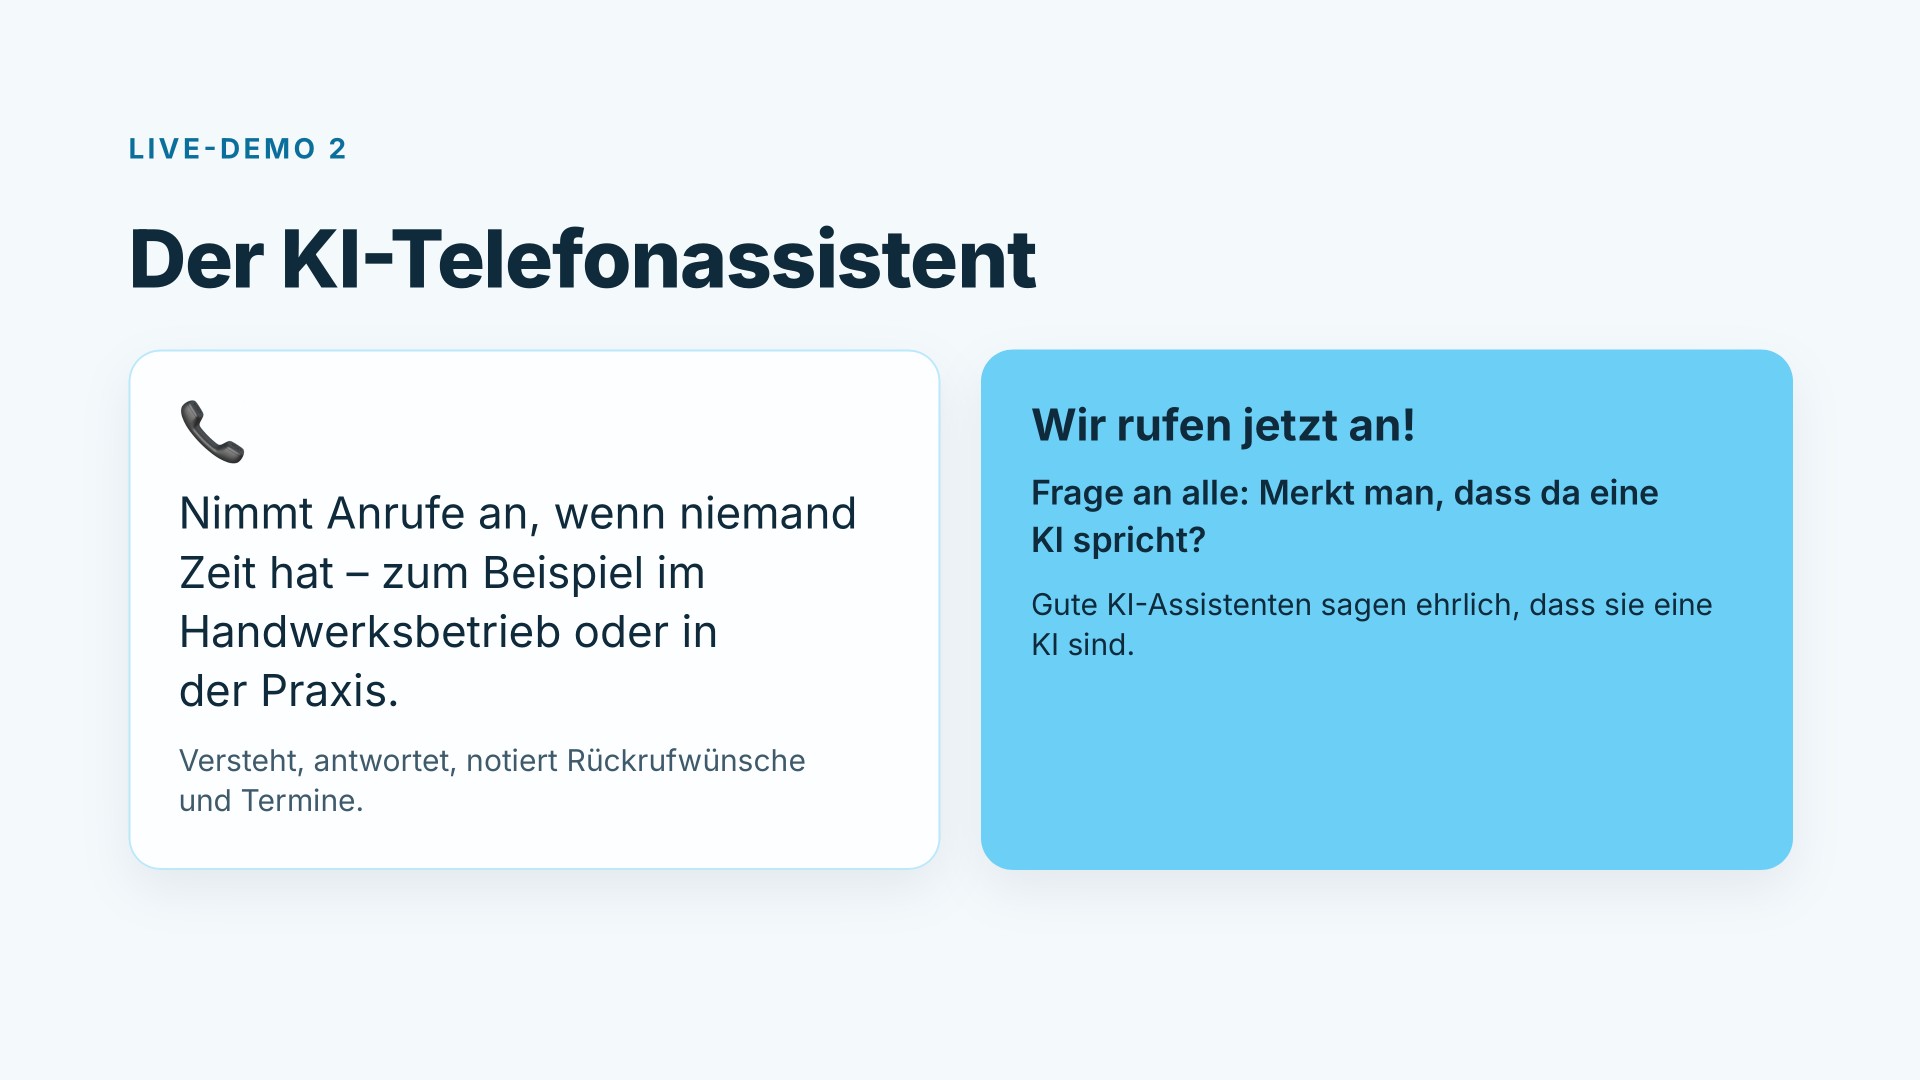 LIVE-DEMO 2
Der KI-Telefonassistent
Nimmt Anrufe an, wenn niemand
Zeit hat – zum Beispiel im
Handwerksbetrieb oder in
der Praxis.
Versteht, antwortet, notiert Rückrufwünsche
und Termine.
Wir rufen jetzt an!
Frage an alle: Merkt man, dass da eine
KI spricht?
Gute KI-Assistenten sagen ehrlich, dass sie eine
KI sind.